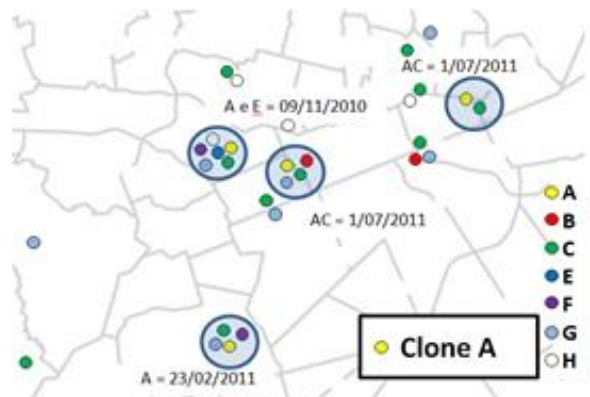 AC = 1/07/2011
A e E = 09/11/2010
AC = 1/07/2011
A
B
C
E
F
G
H
Clone A
A = 23/02/2011